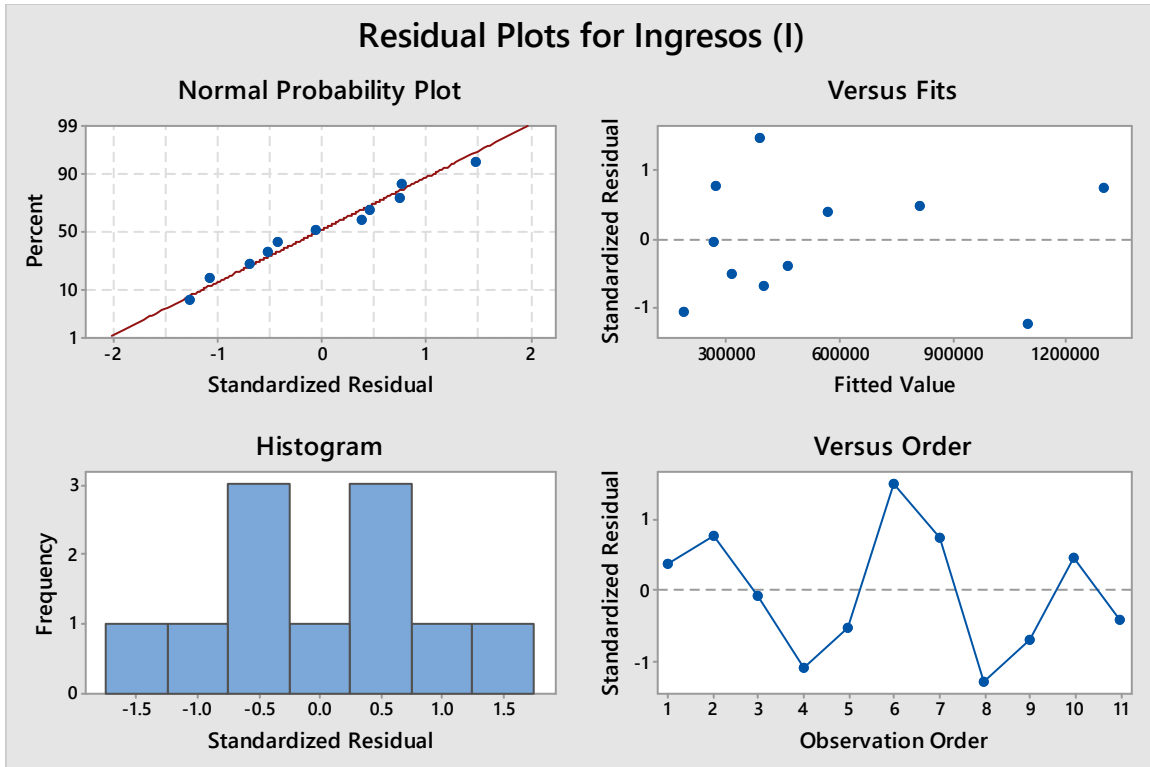 Residual Plots for Ingresos (I)
Normal Probability Plot
99
90
50
10
1
Percent
-2 -1 0 1 2
Standardized Residual
Versus Fits
1
0
-1
Standardized Residual
300000 600000 900000 1200000
Fitted Value
Histogram
3
2
1
0
Frequency
-1.5 -1.0 -0.5 0.0 0.5 1.0 1.5
Standardized Residual
Versus Order
1
0
-1
Standardized Residual
1 2 3 4 5 6 7 8 9 10 11
Observation Order